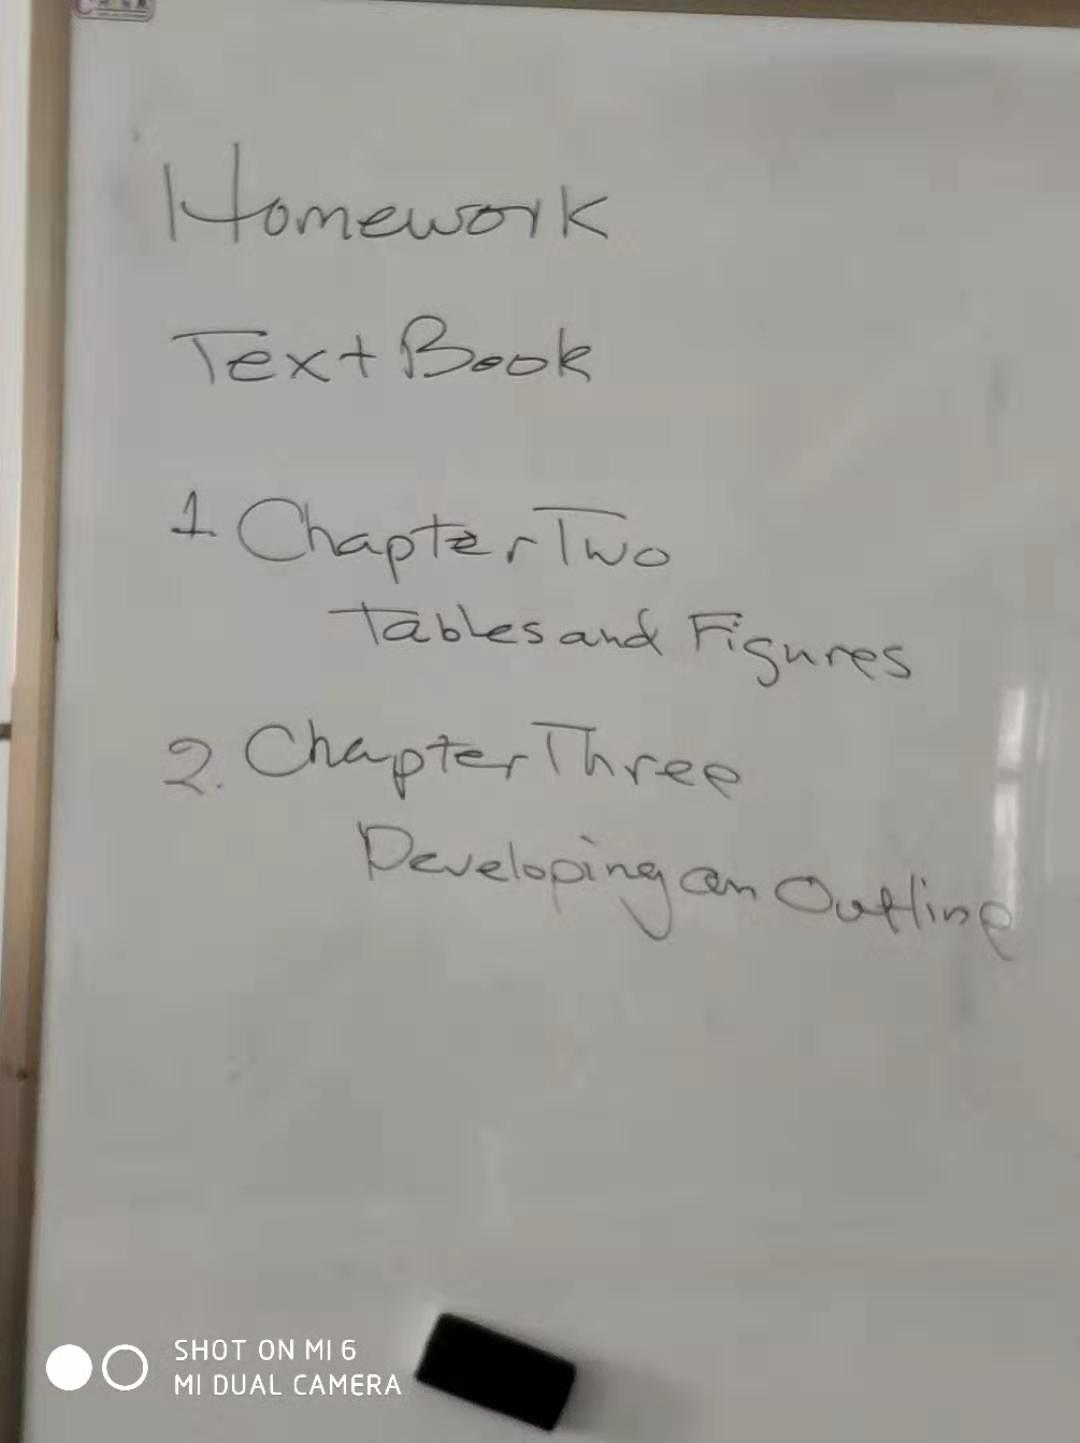 Homework
Text Book
1. Chapter Two
Tables and Figures
2. Chapter Three
Developing an Outline
SHOT ON MI 6
MI DUAL CAMERA